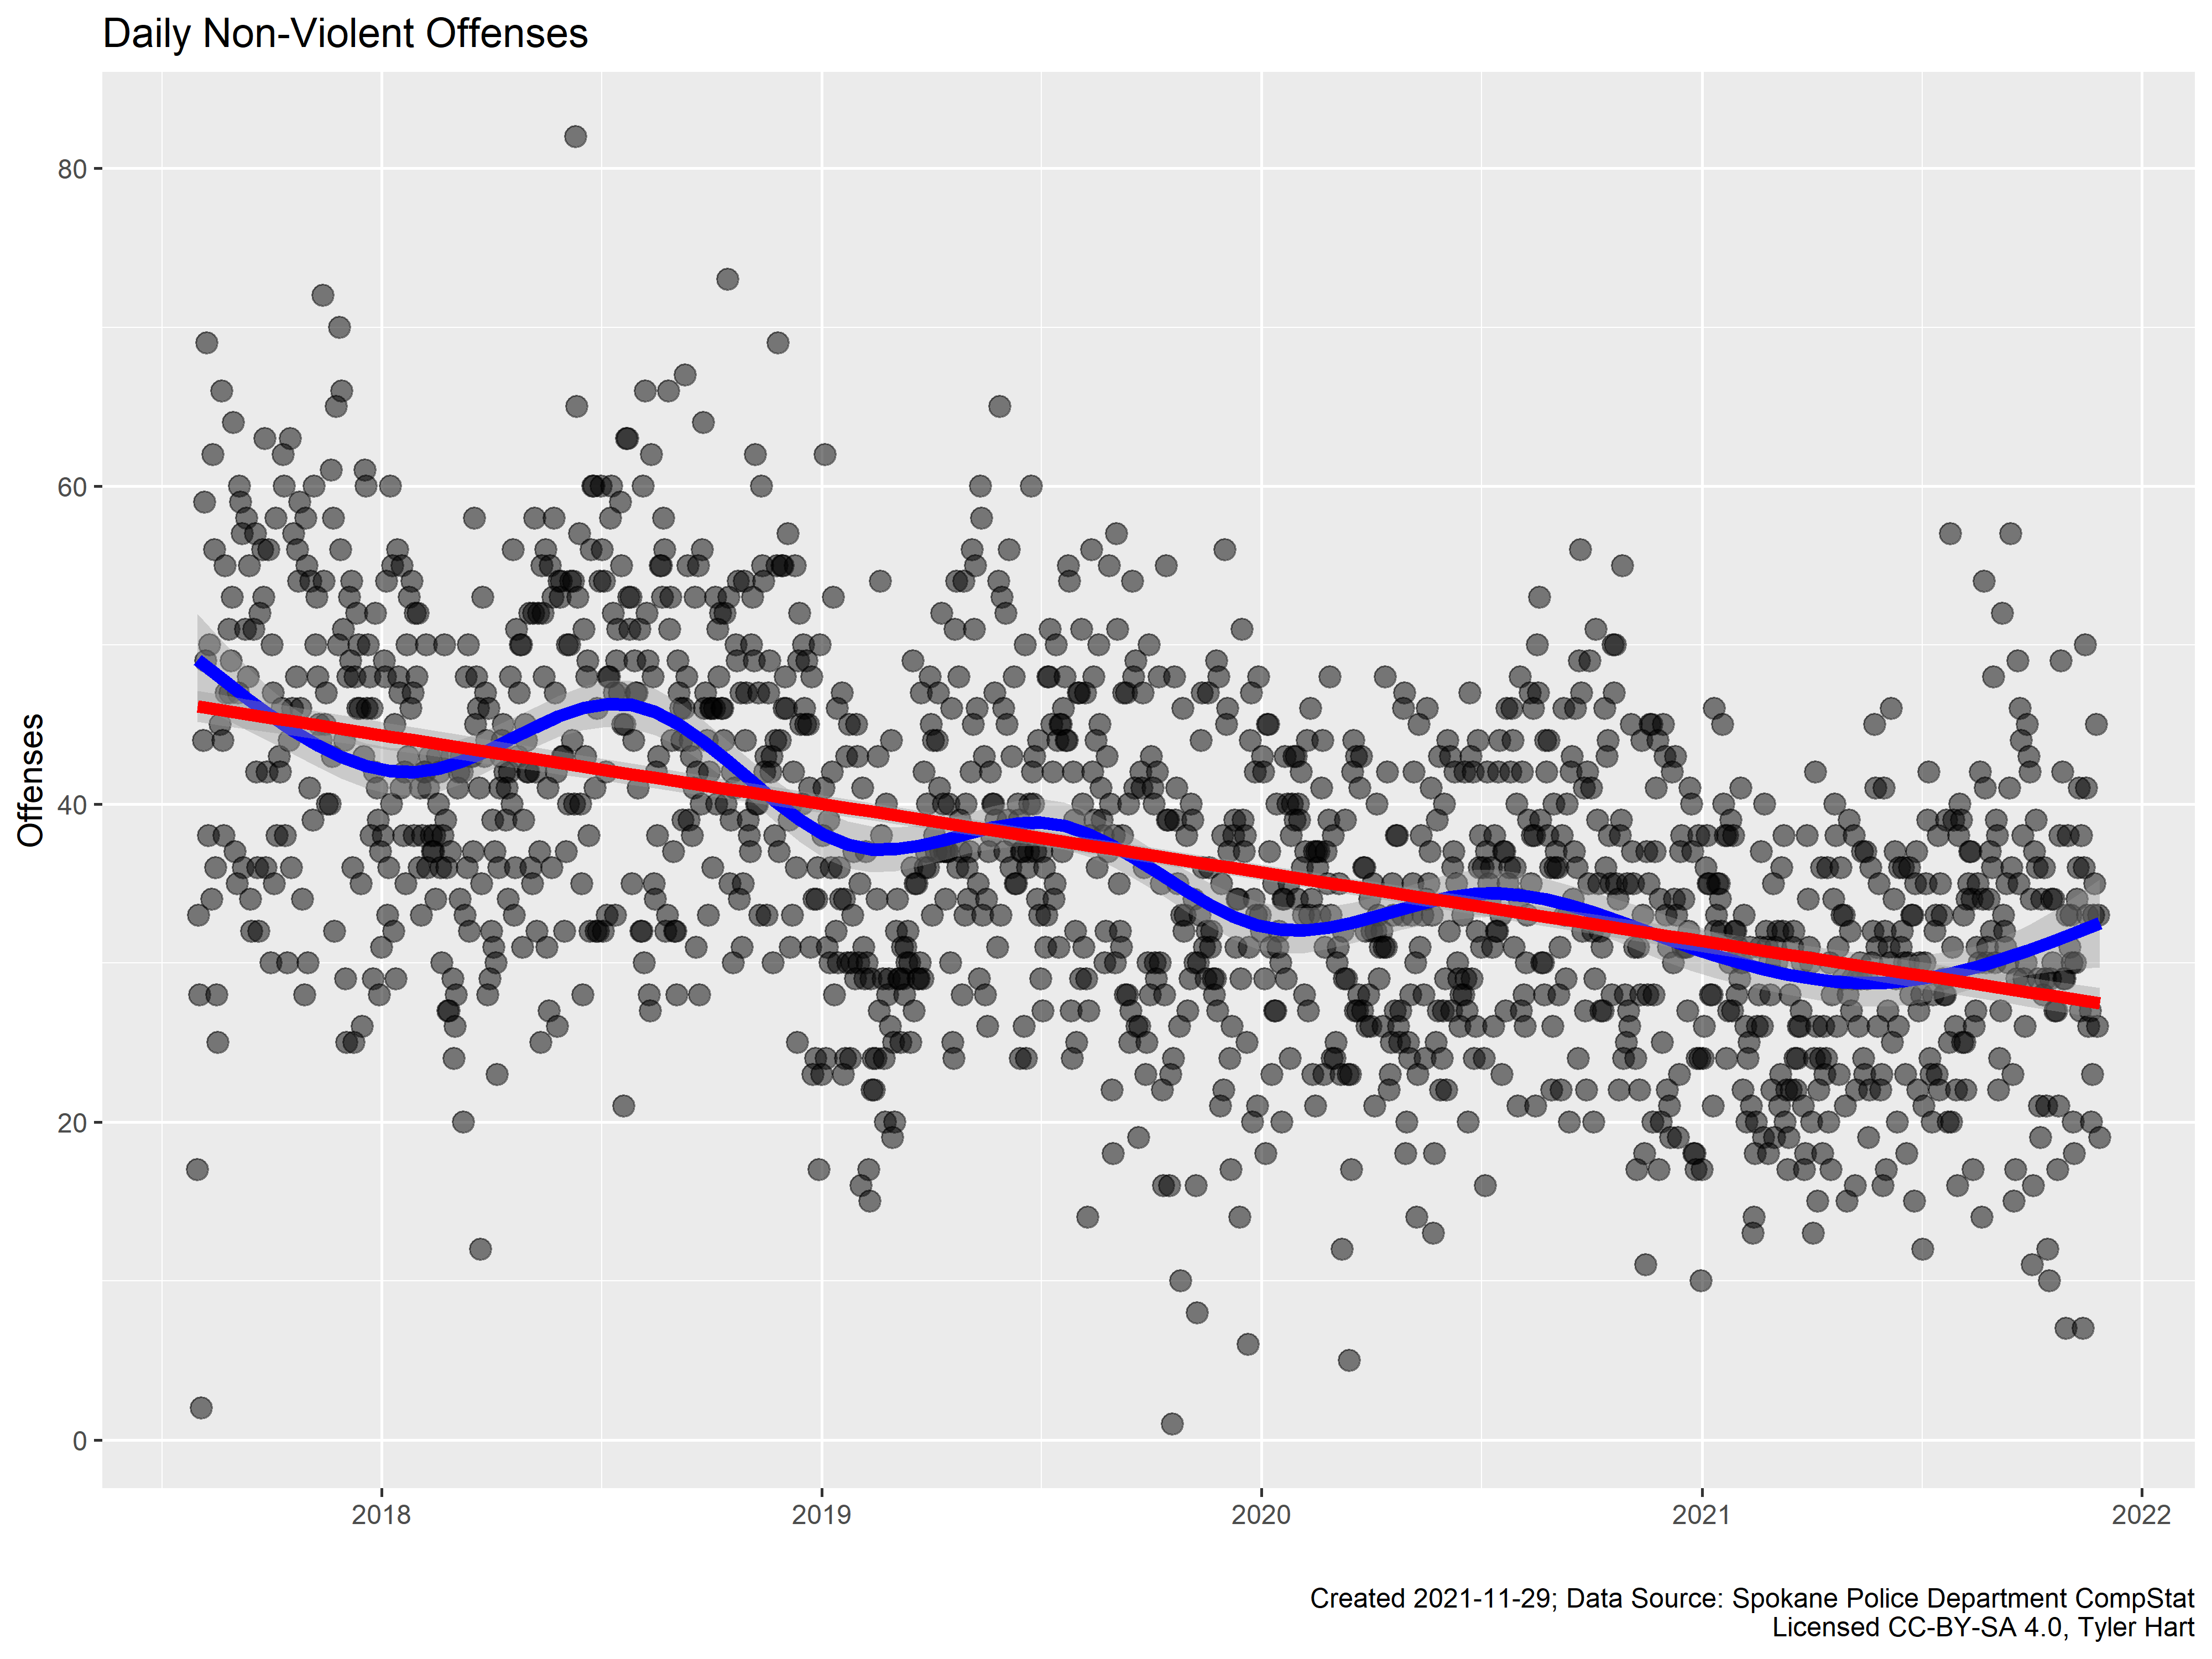 Daily Non-Violent Offenses
Offenses
80
60
40
20
0
2018 2019 2020 2021 2022
Created 2021-11-29; Data Source: Spokane Police Department CompStat
Licensed CC-BY-SA 4.0, Tyler Hart